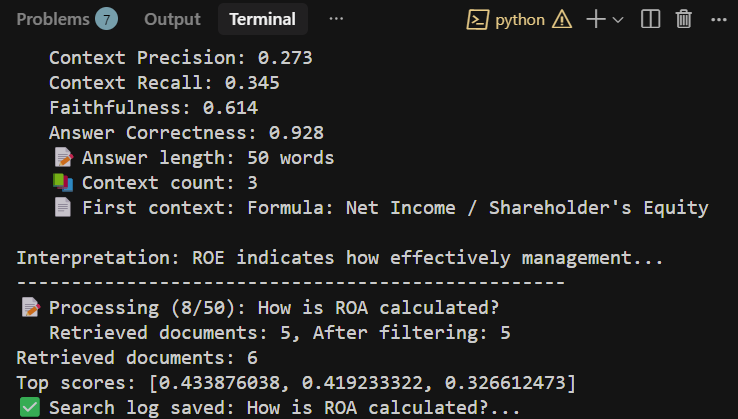 Problems 7 Output Terminal ... python
Context Precision: 0.273
Context Recall: 0.345
Faithfulness: 0.614
Answer Correctness: 0.928
📝 Answer length: 50 words
📚 Context count: 3
📄 First context: Formula: Net Income / Shareholder's Equity
Interpretation: ROE indicates how effectively management...
--------------------------------------------------
📝 Processing (8/50): How is ROA calculated?
Retrieved documents: 5, After filtering: 5
Retrieved documents: 6
Top scores: [0.433876038, 0.419233322, 0.326612473]
✅ Search log saved: How is ROA calculated?...